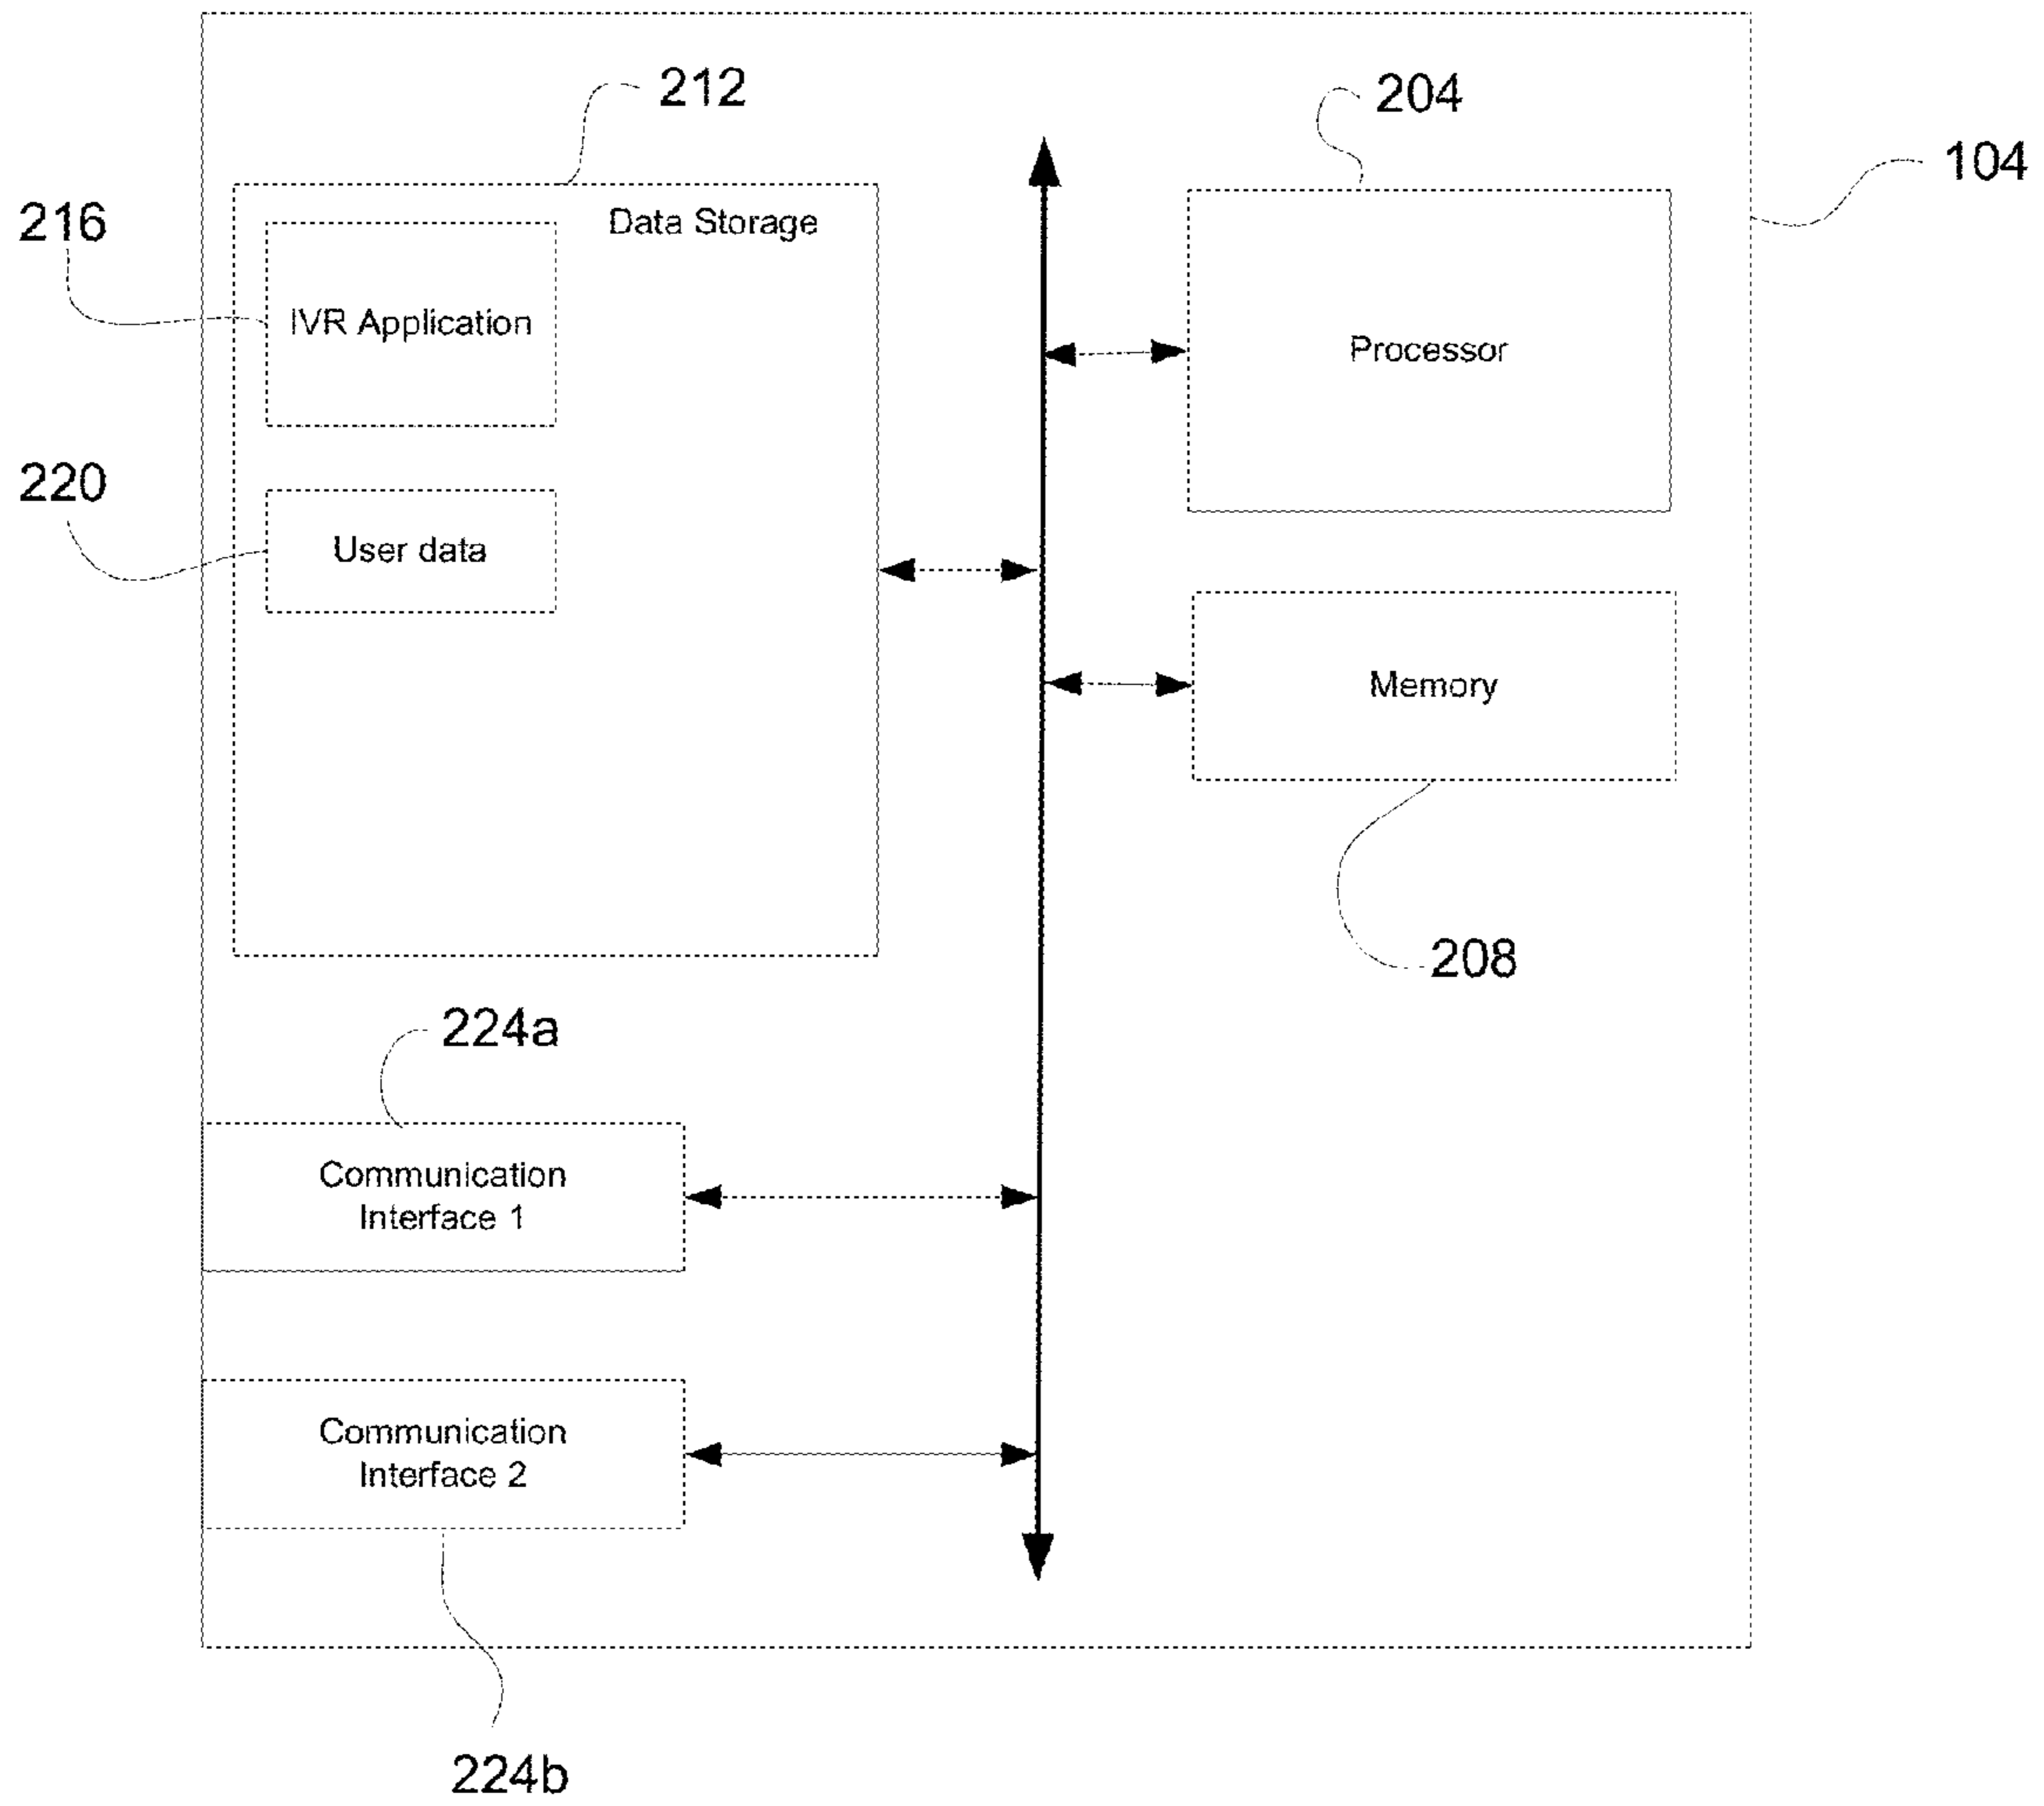 212
204
104
216
Data Storage
IVR Application
Processor
220
User data
Memory
208
224a
Communication
Interface 1
Communication
Interface 2
224b